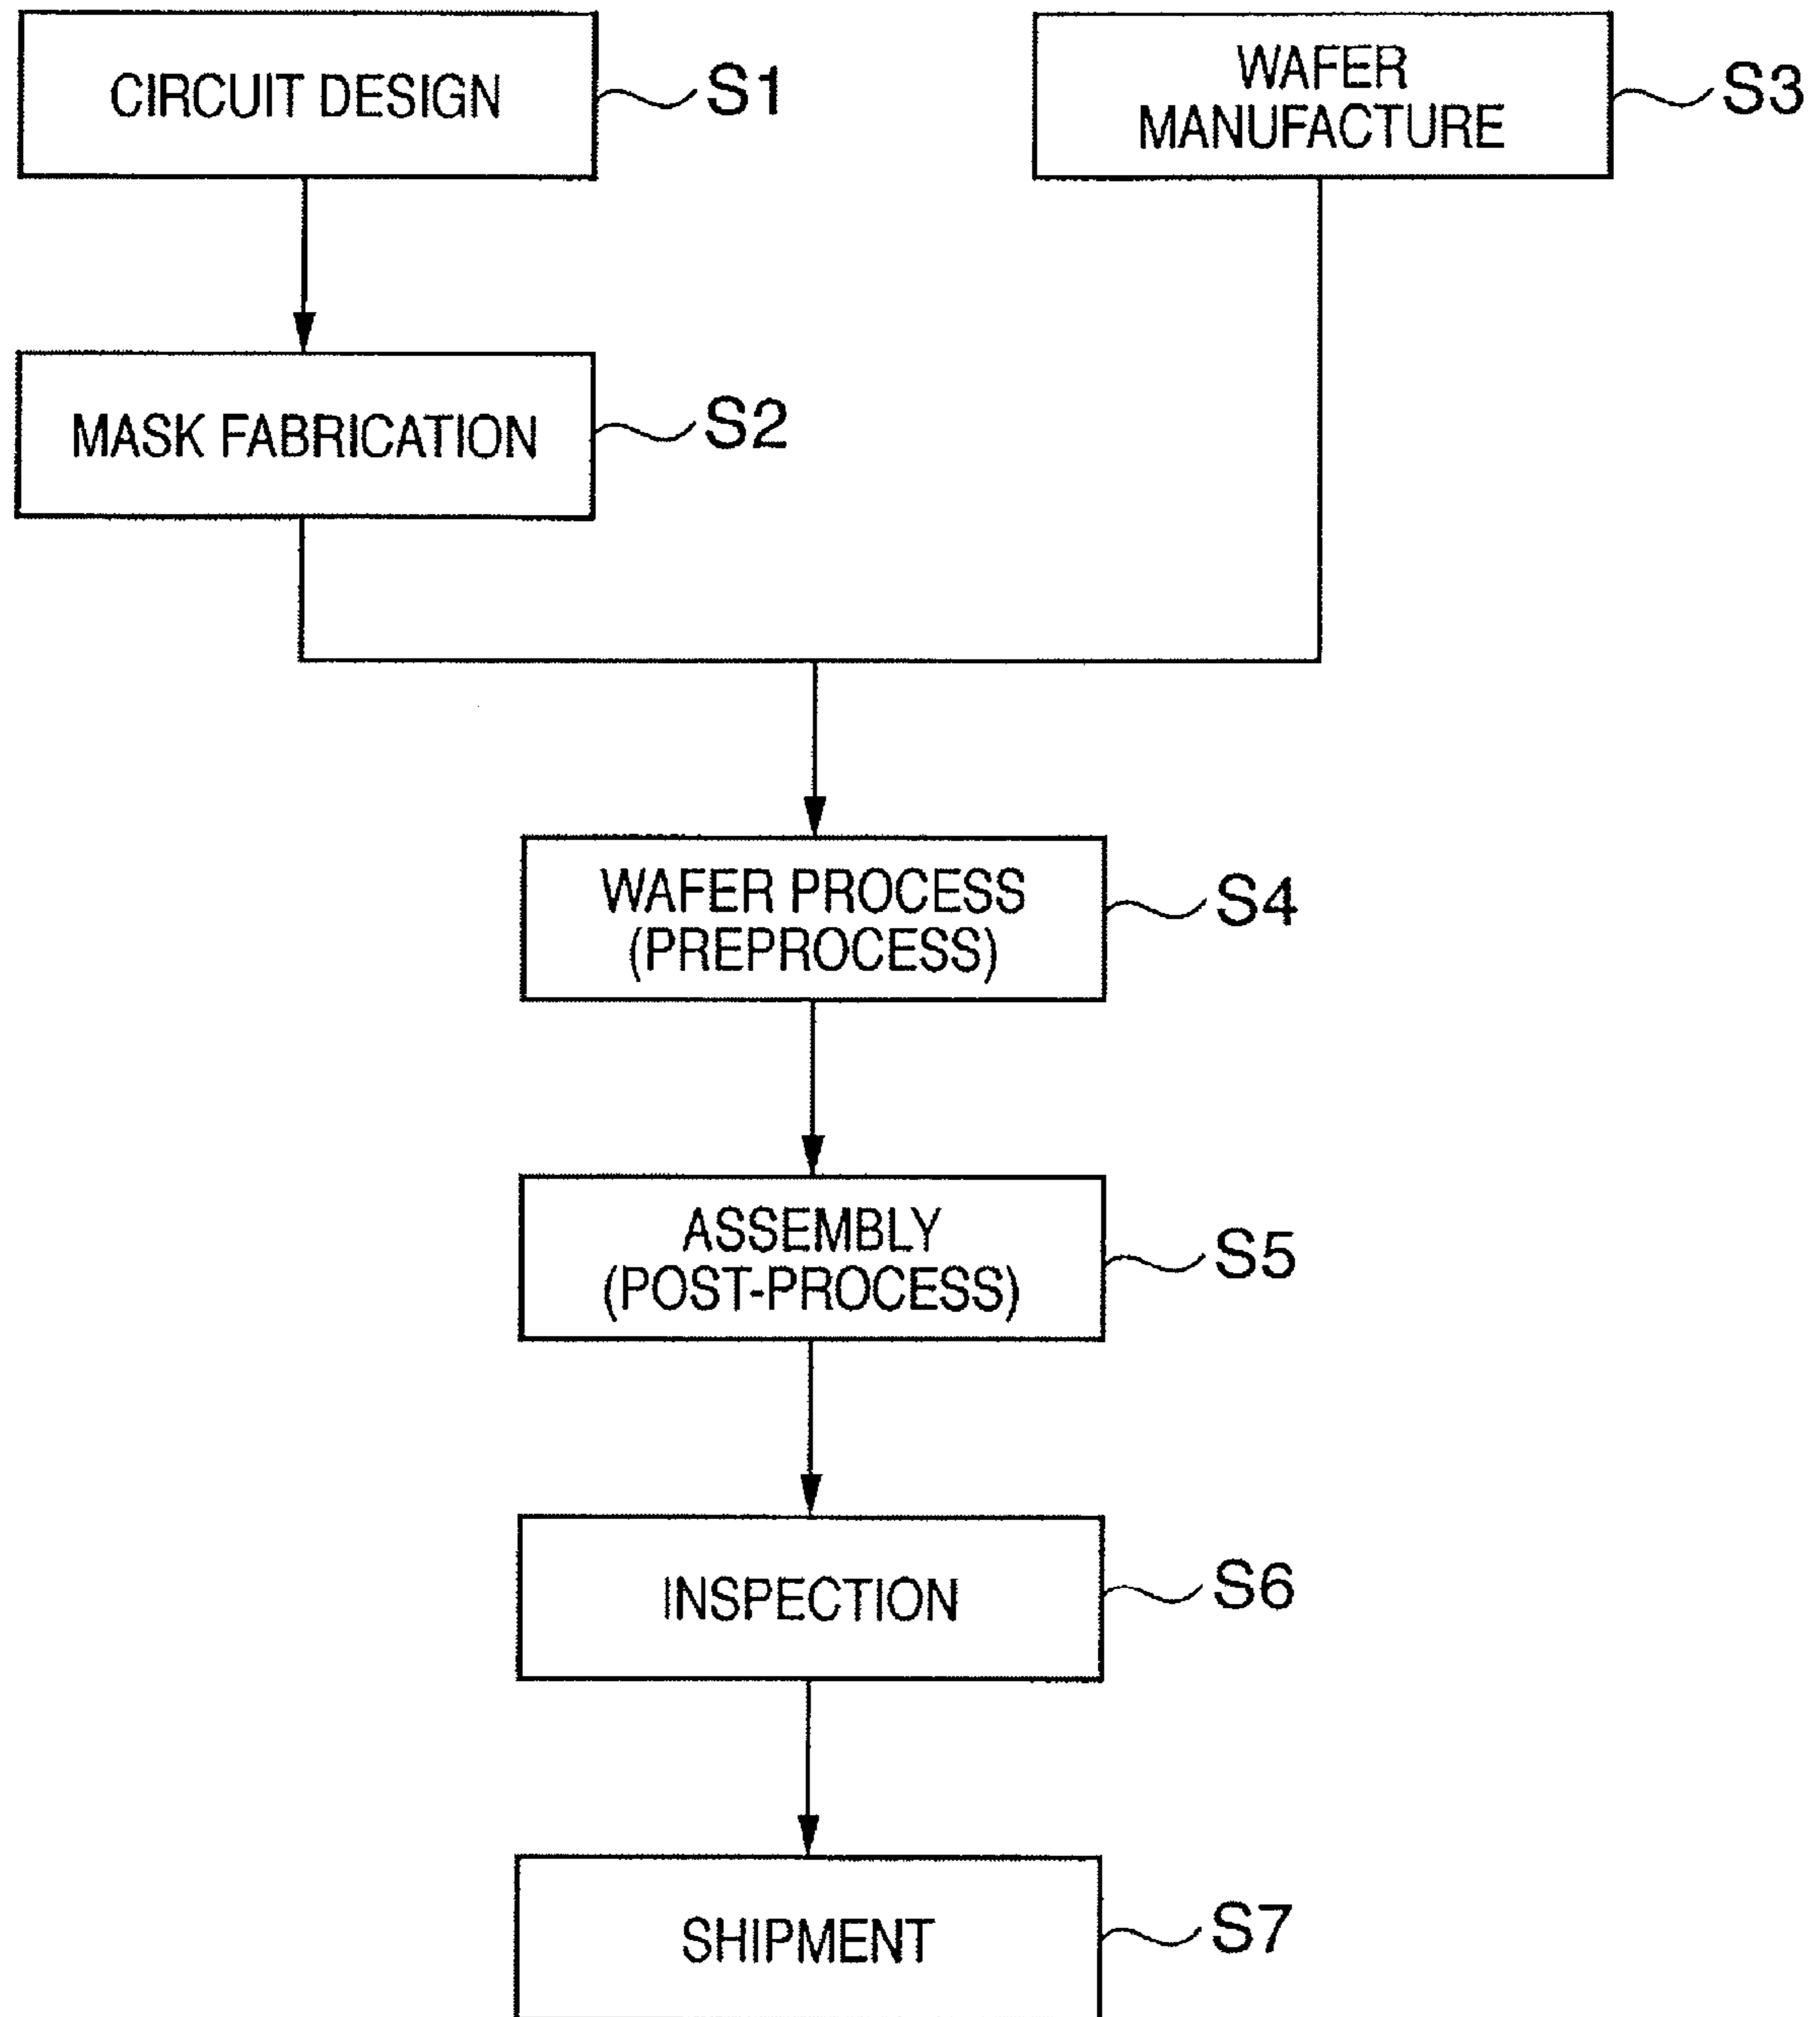 CIRCUIT DESIGN
S1
WAFER
MANUFACTURE
S3
MASK FABRICATION
S2
WAFER PROCESS
(PREPROCESS)
S4
ASSEMBLY
(POST-PROCESS)
S5
INSPECTION
S6
SHIPMENT
S7